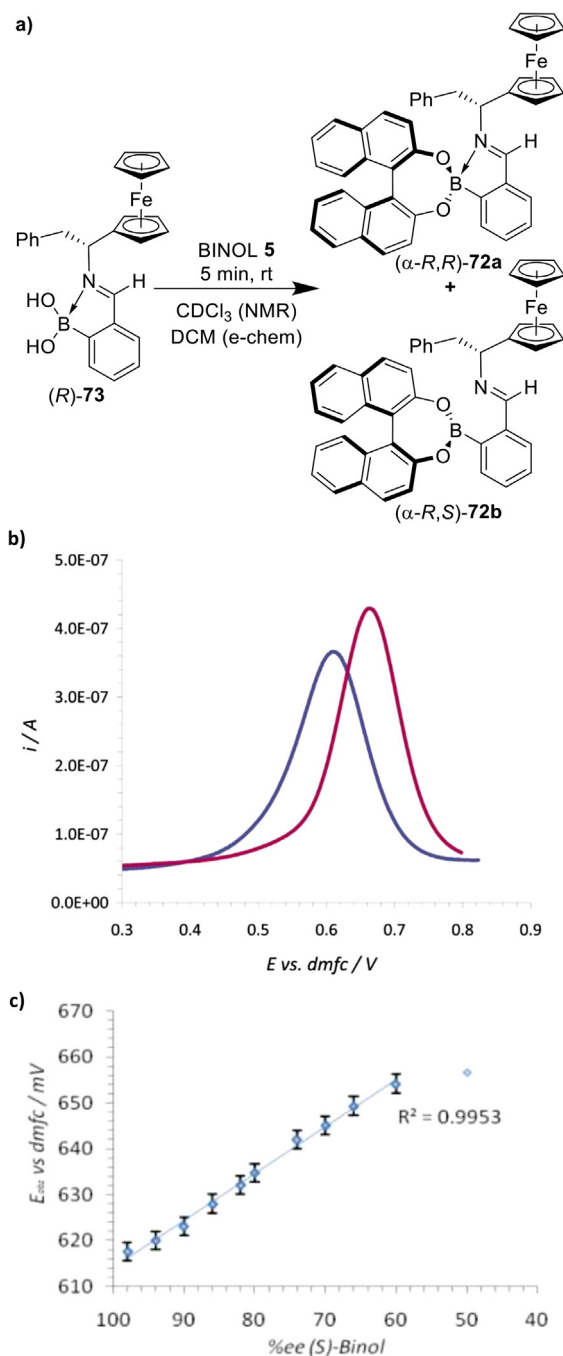 a)
Fe
Ph
N
H
O
B
O
(α-R,R)-72a
+
Fe
Ph
N
H
HO
B
HO
(R)-73
BINOL 5
5 min, rt
CDCl3 (NMR)
DCM (e-chem)
Fe
Ph
N
H
O
B
O
(α-R,S)-72b
b)
5.0E-07
4.0E-07
3.0E-07
2.0E-07
1.0E-07
0.0E+00
i / A
0.3 0.4 0.5 0.6 0.7 0.8 0.9
E vs. dmfc / V
c)
670
660
650
640
630
620
610
E_obs vs dmfc / mV
R² = 0.9953
100 90 80 70 60 50 40
%ee (S)-Binol